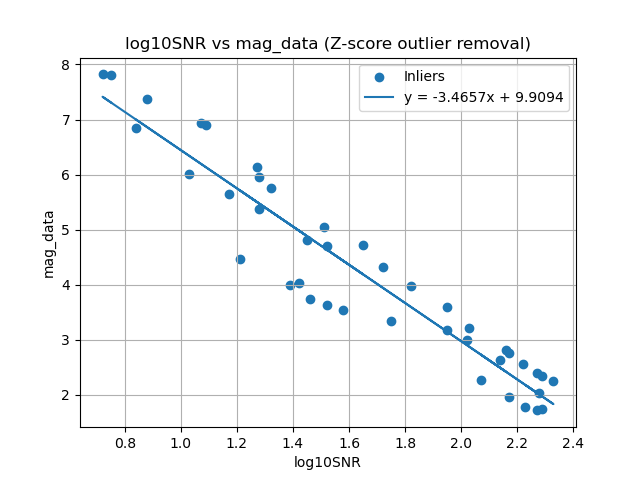 log10SNR vs mag_data (Z-score outlier removal)
Inliers
y = -3.4657x + 9.9094
8
7
6
5
4
3
2
mag_data
0.8 1.0 1.2 1.4 1.6 1.8 2.0 2.2 2.4
log10SNR